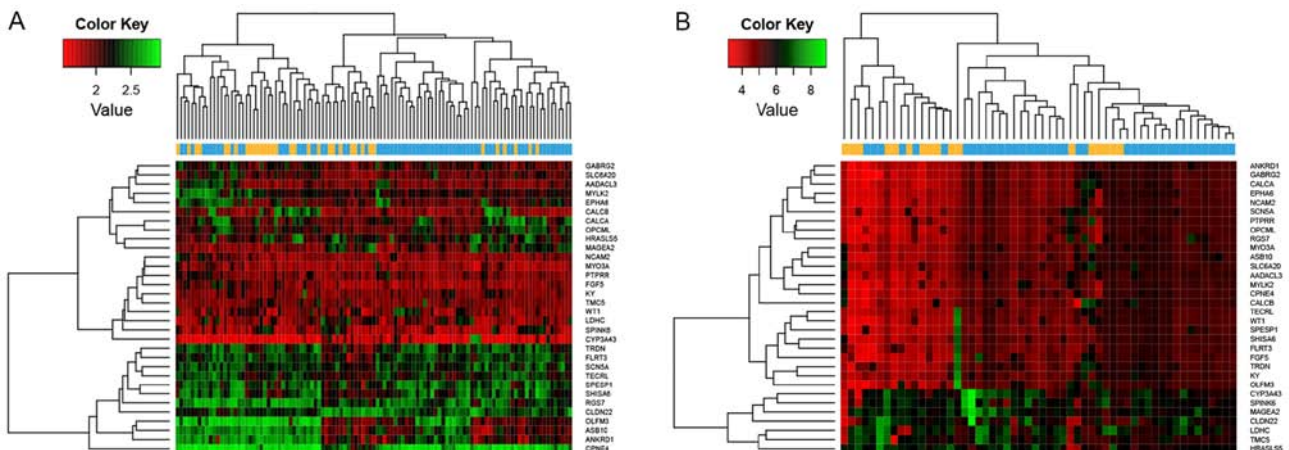 A
Color Key
2 2.5
Value
GABRG2
SLC6A20
AADACL3
MYLK2
EPHA6
CALCB
CALCA
OPCML
HRASLS5
MAGEA2
NCAM2
MYO3A
PTPRR
FGF5
KY
TMC5
WT1
LDHC
SPINK6
CYP3A43
TRDN
FLRT3
SCN5A
TECRL
SPESP1
SHISA6
RGS7
CLDN22
OLFM3
ASB10
ANKRD1
CPNE4
B
Color Key
4 6 8
Value
ANKRD1
GABRG2
CALCA
EPHA6
NCAM2
SCN5A
PTPRR
OPCML
RGS7
MYO3A
ASB10
SLC6A20
AADACL3
MYLK2
CPNE4
CALCB
TECRL
WT1
SPESP1
SHISA6
FLRT3
FGF5
TRDN
KY
OLFM3
CYP3A43
SPINK6
MAGEA2
CLDN22
LDHC
TMC5
HRASLS5